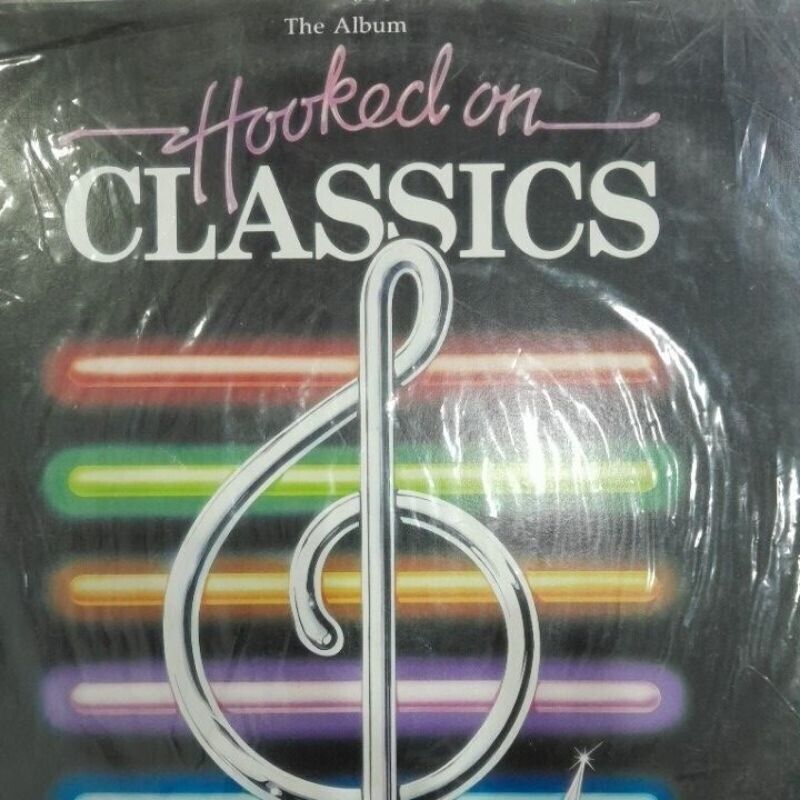 The Album
Hooked on
CLASSICS